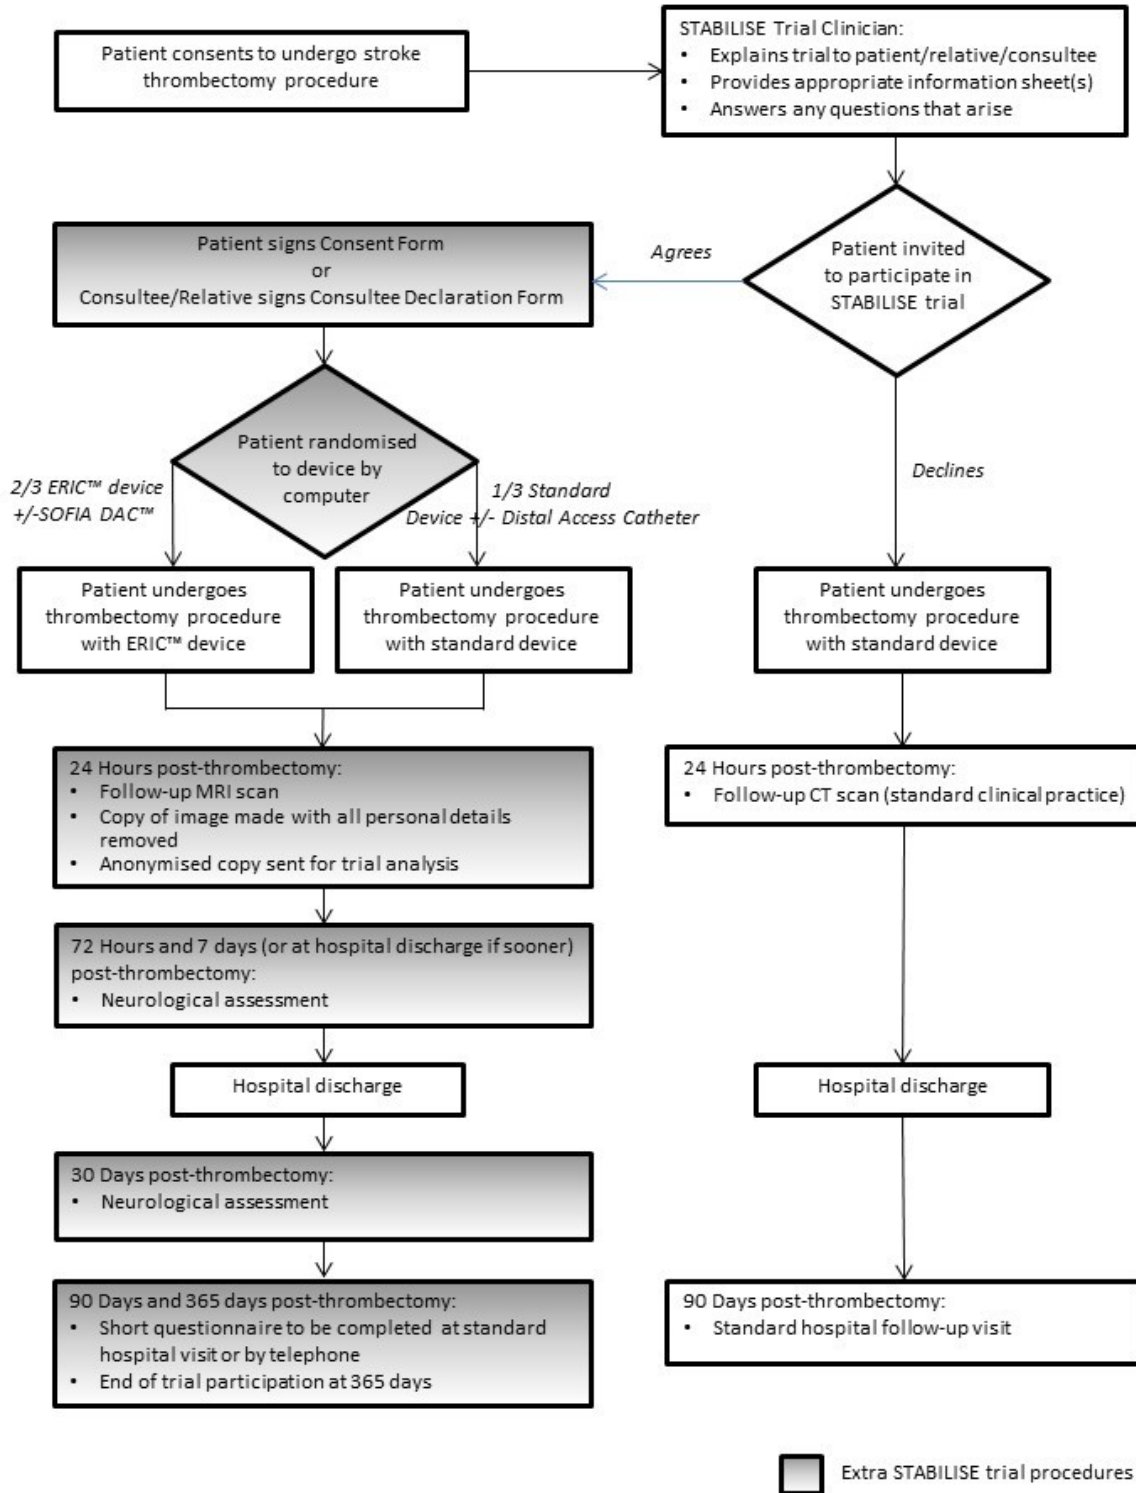 Patient consents to undergo stroke
thrombectomy procedure
STABILISE Trial Clinician:
• Explains trial to patient/relative/consultee
• Provides appropriate information sheet(s)
• Answers any questions that arise
Patient invited
to participate in
STABILISE trial
Agrees
Patient signs Consent Form
or
Consultee/Relative signs Consultee Declaration Form
Patient randomised
to device by
computer
2/3 ERIC™ device
+/-SOFIA DAC™
1/3 Standard
Device +/- Distal Access Catheter
Declines
Patient undergoes
thrombectomy procedure
with ERIC™ device
Patient undergoes
thrombectomy procedure
with standard device
Patient undergoes
thrombectomy procedure
with standard device
24 Hours post-thrombectomy:
• Follow-up MRI scan
• Copy of image made with all personal details
removed
• Anonymised copy sent for trial analysis
24 Hours post-thrombectomy:
• Follow-up CT scan (standard clinical practice)
72 Hours and 7 days (or at hospital discharge if sooner)
post-thrombectomy:
• Neurological assessment
Hospital discharge
Hospital discharge
30 Days post-thrombectomy:
• Neurological assessment
90 Days and 365 days post-thrombectomy:
• Short questionnaire to be completed at standard
hospital visit or by telephone
• End of trial participation at 365 days
90 Days post-thrombectomy:
• Standard hospital follow-up visit
Extra STABILISE trial procedures